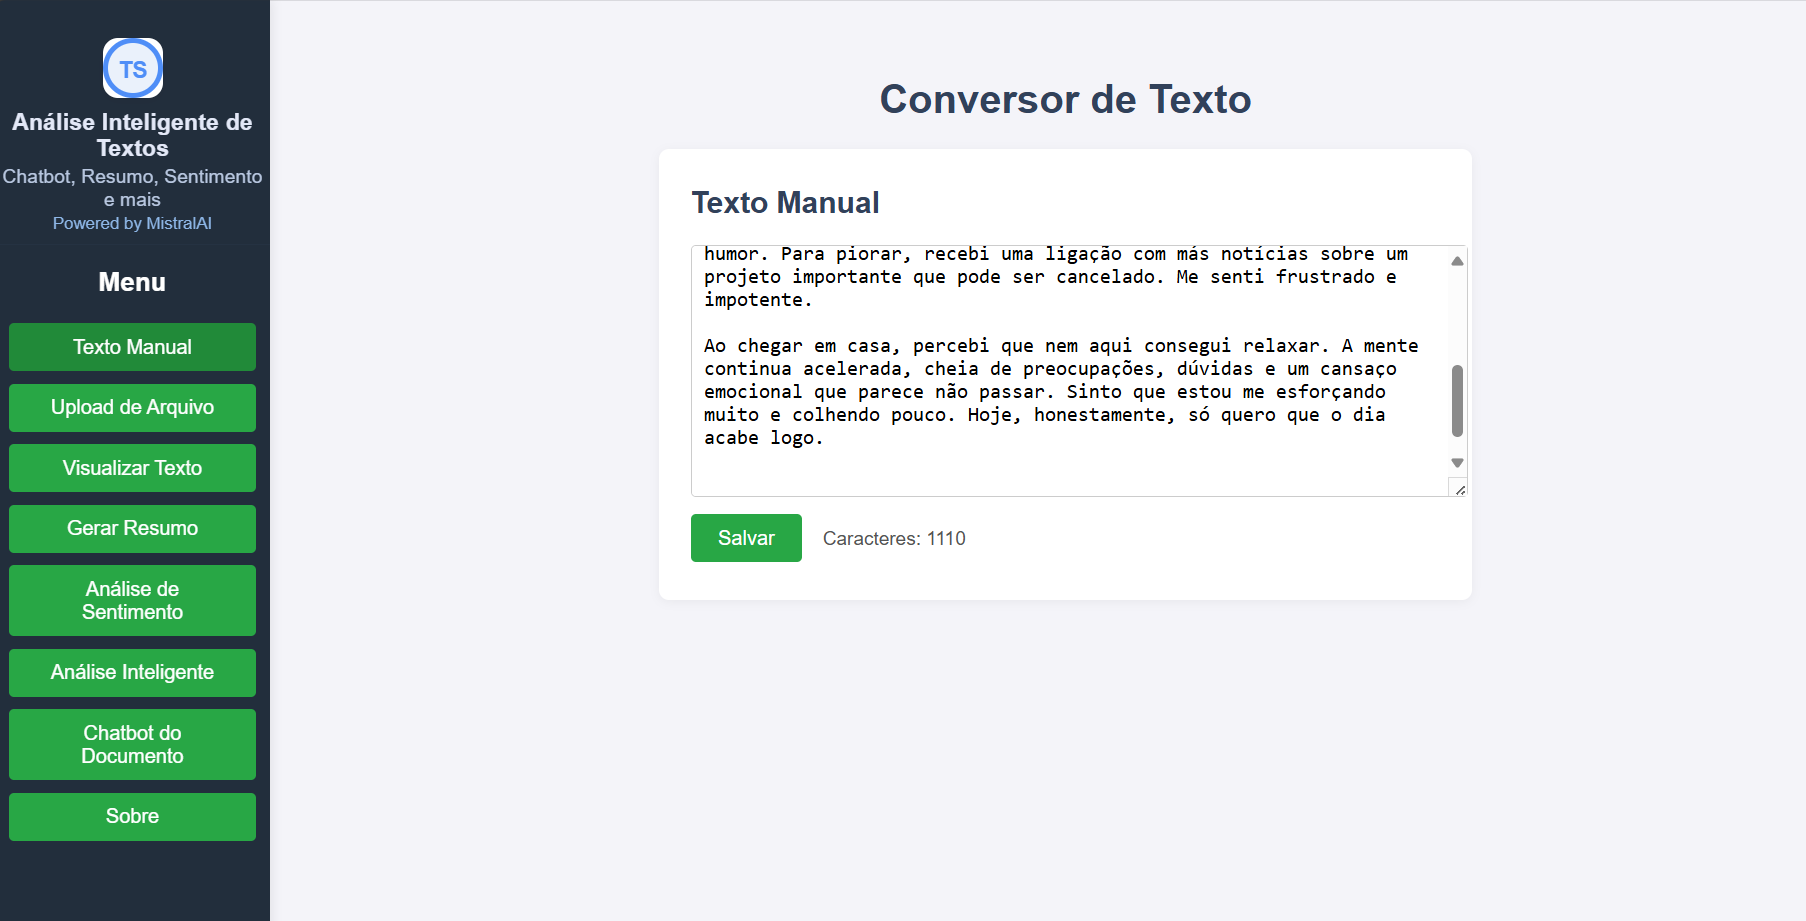 TS
Análise Inteligente de
Textos
Chatbot, Resumo, Sentimento
e mais
Powered by MistralAI
Menu
Texto Manual
Upload de Arquivo
Visualizar Texto
Gerar Resumo
Análise de
Sentimento
Análise Inteligente
Chatbot do
Documento
Sobre
Conversor de Texto
Texto Manual
humor. Para piorar, recebi uma ligação com más notícias sobre um
projeto importante que pode ser cancelado. Me senti frustrado e
impotente.
Ao chegar em casa, percebi que nem aqui consegui relaxar. A mente
continua acelerada, cheia de preocupações, dúvidas e um cansaço
emocional que parece não passar. Sinto que estou me esforçando
muito e colhendo pouco. Hoje, honestamente, só quero que o dia
acabe logo.
Salvar
Caracteres: 1110